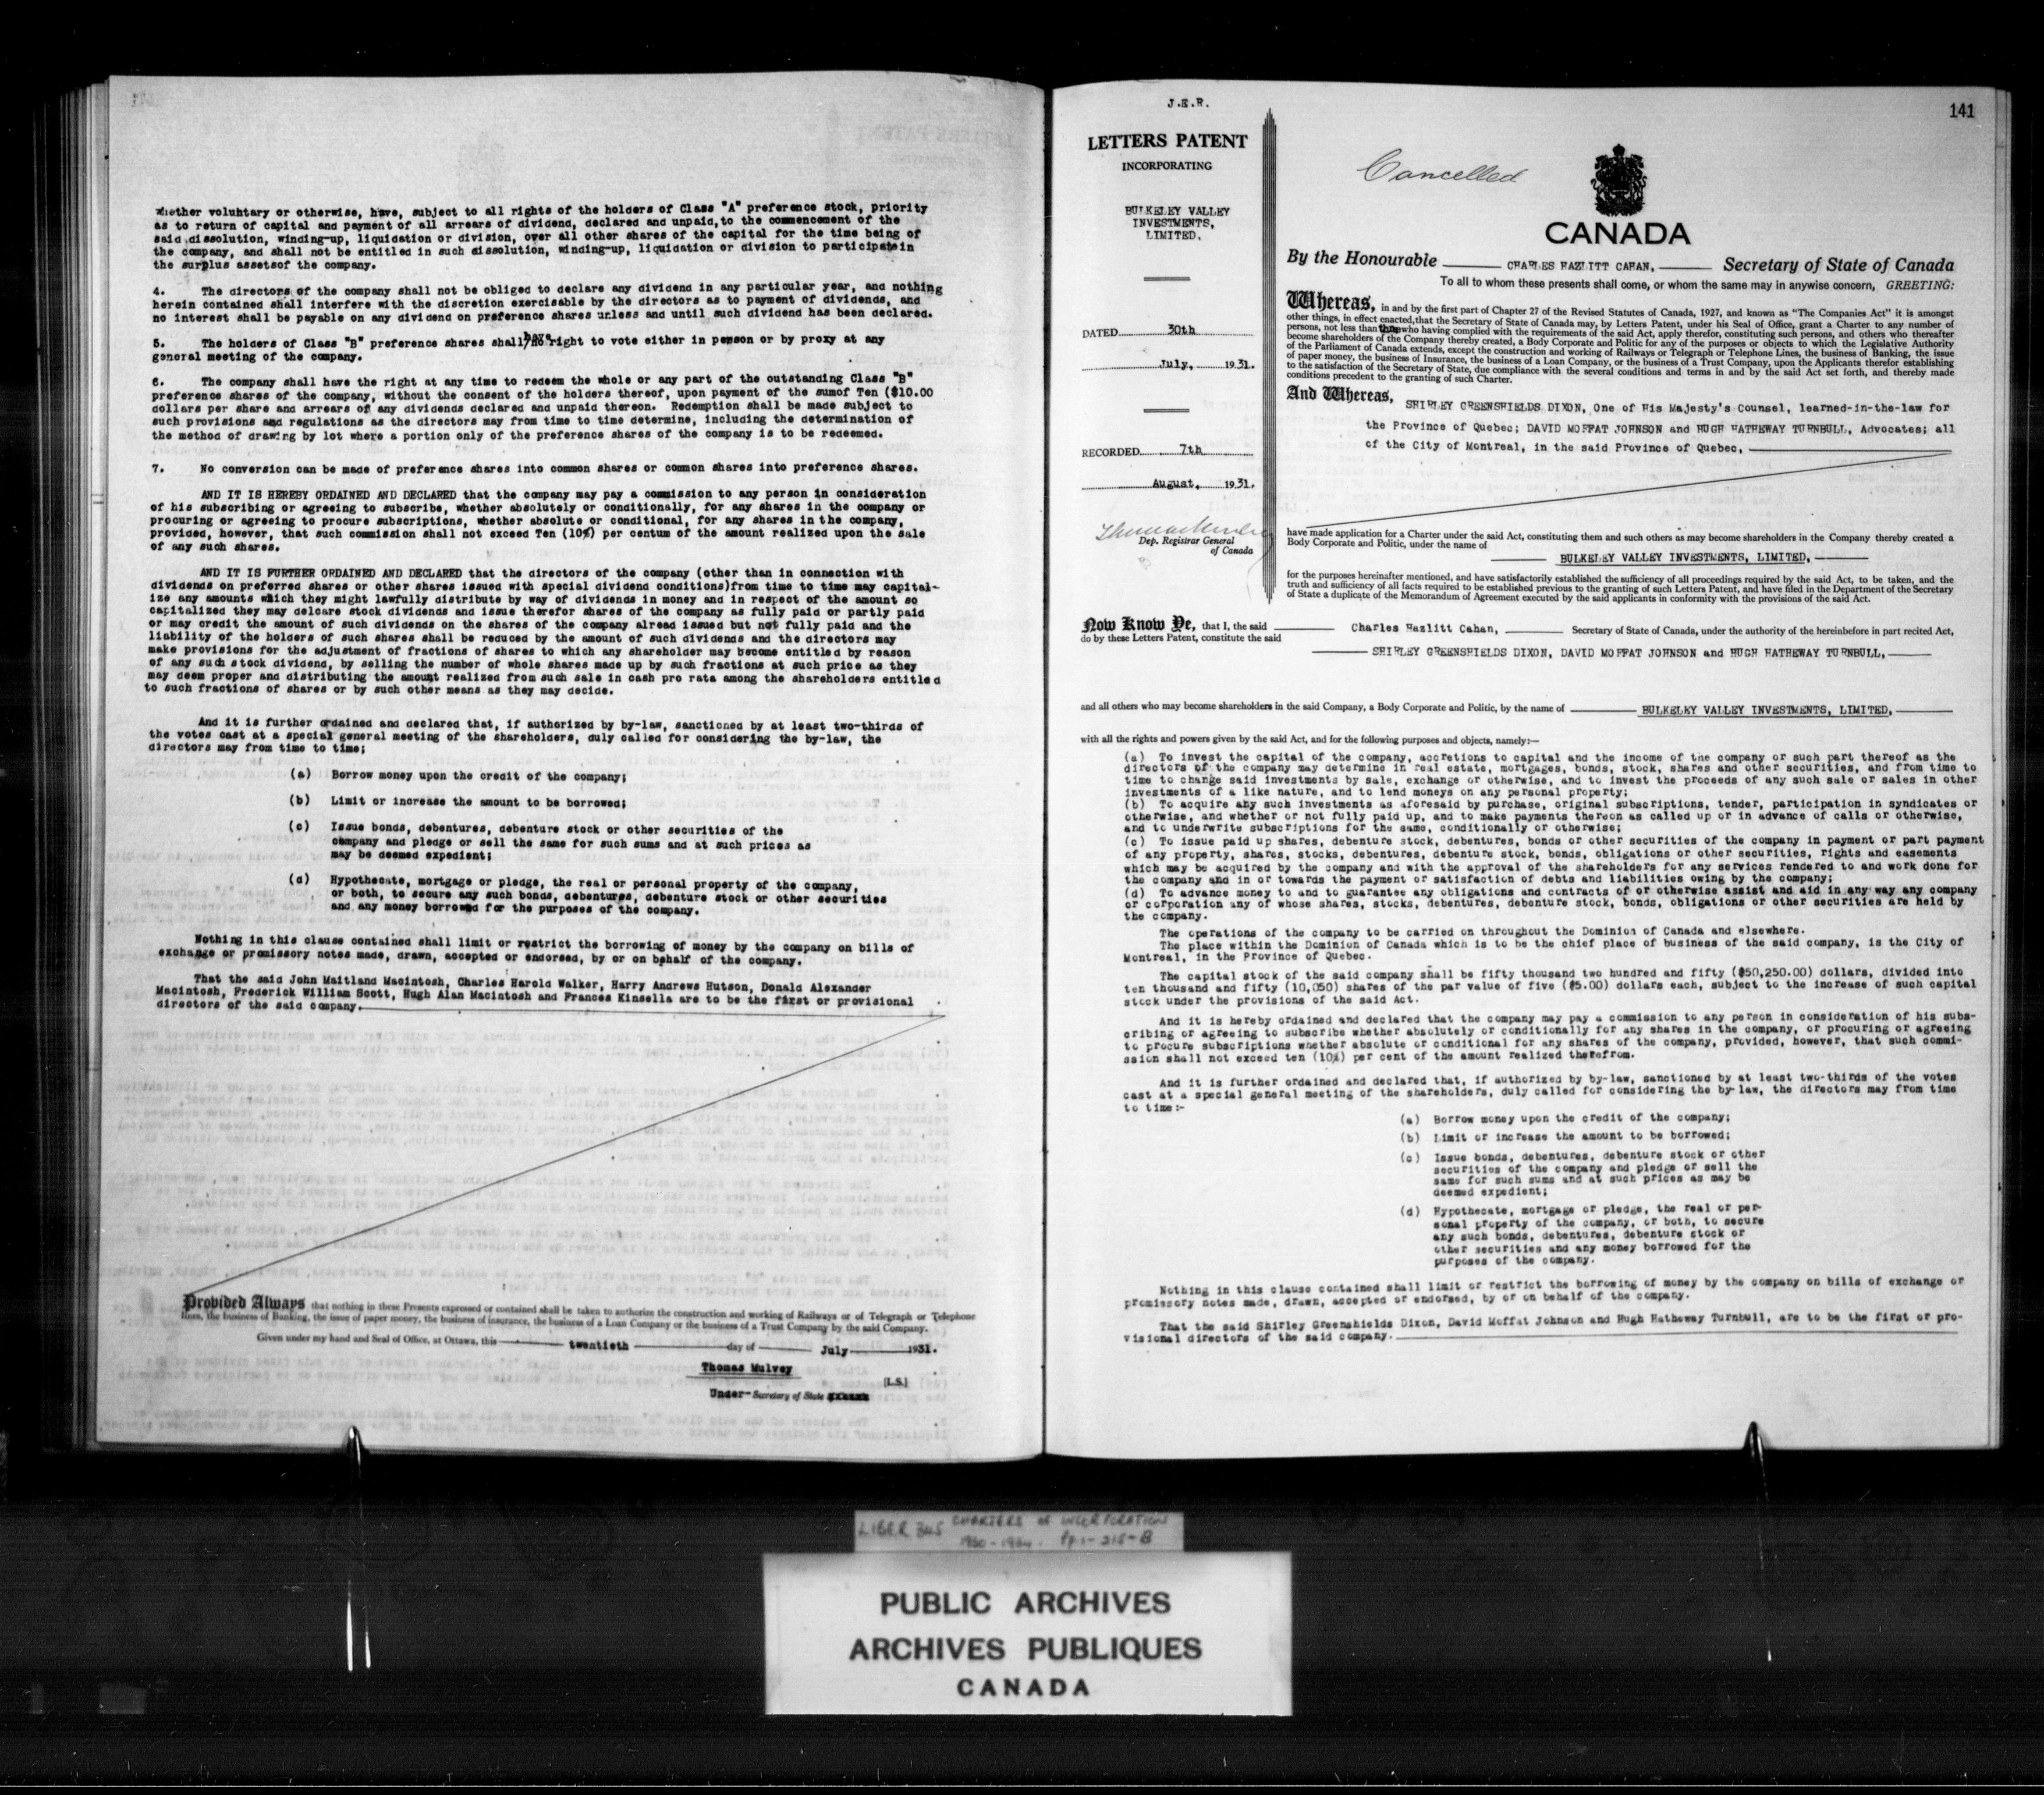 whether voluhtary or otherwise, have, subject to all rights of the holders of Class "A" preference stock, priority
as to return of capital and payment of all arrears of dividend, declared and unpaid, to the commencement of the
said dissolution, winding-up, liquidation or division, over all other shares of the capital for the time being of
the company, and shall not be entitled in such dissolution, winding-up, liquidation or division to participatein
the surplus assetsof the company.
4. The directors of the company shall not be obliged to declare any dividend in any particular year, and nothing
herein contained shall interfere with the discretion exercisable by the directors as to payment of dividends, and
no interest shall be payable on any dividend on preference shares unless and until such dividend has been declared.
5. The holders of Class "B" preference shares shall have no right to vote either in person or by proxy at any
general meeting of the company.
6. The company shall have the right at any time to redeem the whole or any part of the outstanding Class "B"
preference shares of the company, without the consent of the holders thereof, upon payment of the sumof Ten ($10.00
dollars per share and arrears of any dividends declared and unpaid thereon. Redemption shall be made subject to
such provisions and regulations as the directors may from time to time determine, including the determination of
the method of drawing by lot where a portion only of the preference shares of the company is to be redeemed.
7. No conversion can be made of preference shares into common shares or common shares into preference shares.
AND IT IS HEREBY ORDAINED AND DECLARED that the company may pay a commission to any person in consideration
of his subscribing or agreeing to subscribe, whether absolutely or conditionally, for any shares in the company or
procuring or agreeing to procure subscriptions, whether absolute or conditional, for any shares in the company,
provided, however, that such commission shall not exceed Ten (10%) per centum of the amount realized upon the sale
of any such shares.
AND IT IS FURTHER ORDAINED AND DECLARED that the directors of the company (other than in connection with
dividends on preferred shares or other shares issued with special dividend conditions)from time to time may capital-
ize any amounts which they might lawfully distribute by way of dividends in money and in respect of the amount so
capitalized they may delcare stock dividends and issue therefor shares of the company as fully paid or partly paid
or may credit the amount of such dividends on the shares of the company alread issued but not fully paid and the
liability of the holders of such shares shall be reduced by the amount of such dividends and the directors may
make provisions for the adjustment of fractions of shares to which any shareholder may become entitled by reason
of any such stock dividend, by selling the number of whole shares made up by such fractions at such price as they
may deem proper and distributing the amount realized from such sale in cash pro rata among the shareholders entitled
to such fractions of shares or by such other means as they may decide.
And it is further ordained and declared that, if authorized by by-law, sanctioned by at least two-thirds of
the votes cast at a special general meeting of the shareholders, duly called for considering the by-law, the
directors may from time to time;
(a) Borrow money upon the credit of the company;
(b) Limit or increase the amount to be borrowed;
(c) Issue bonds, debentures, debenture stock or other securities of the
company and pledge or sell the same for such sums and at such prices as
may be deemed expedient;
(d) Hypothecate, mortgage or pledge, the real or personal property of the company,
or both, to secure any such bonds, debentures, debenture stock or other securities
and any money borrowed for the purposes of the company.
Nothing in this clause contained shall limit or restrict the borrowing of money by the company on bills of
exchange or promissory notes made, drawn, accepted or endorsed, by or on behalf of the company.
That the said John Maitland Macintosh, Charles Harold Walker, Harry Andrews Hutson, Donald Alexander
Macintosh, Frederick William Scott, Hugh Alan Macintosh and Frances Kinsella are to be the first or provisional
directors of the said company.
Provided Always that nothing in these Presents expressed or contained shall be taken to authorize the construction and working of Railways or of Telegraph or Telephone
lines, the business of Banking, the issue of paper money, the business of insurance, the business of a Loan Company or the business of a Trust Company by the said Company.
Given under my hand and Seal of Office, at Ottawa, this twentieth day of July 1931.
Thomas Mulvey
[L.S.]
Under-Secretary of State
J.E.R.
LETTERS PATENT
INCORPORATING
BULKELEY VALLEY
INVESTMENTS,
LIMITED.
DATED 30th
July, 1931.
RECORDED 7th
August, 1931.
Thomas Mulvey
Dep. Registrar General
of Canada
141
Cancelled
CANADA
By the Honourable CHARLES HAZLITT CAHAN, Secretary of State of Canada
To all to whom these presents shall come, or whom the same may in anywise concern, GREETING:
Whereas, in and by the first part of Chapter 27 of the Revised Statutes of Canada, 1927, and known as "The Companies Act" it is amongst
other things, in effect enacted, that the Secretary of State of Canada may, by Letters Patent, under his Seal of Office, grant a Charter to any number of
persons, not less than three who having complied with the requirements of the said Act, apply therefor, constituting such persons, and others who thereafter
become shareholders of the Company thereby created, a Body Corporate and Politic for any of the purposes or objects to which the Legislative Authority
of the Parliament of Canada extends, except the construction and working of Railways or Telegraph or Telephone Lines, the business of Banking, the issue
of paper money, the business of Insurance, the business of a Loan Company, or the business of a Trust Company, upon the Applicants therefor establishing
to the satisfaction of the Secretary of State, due compliance with the several conditions and terms in and by the said Act set forth, and thereby made
conditions precedent to the granting of such Charter.
And Whereas, SHIRLEY GREENSHIELDS DIXON, One of His Majesty's Counsel, learned-in-the-law for
the Province of Quebec; DAVID MOFFAT JOHNSON and HUGH HATHEWAY TURNBULL, Advocates; all
of the City of Montreal, in the said Province of Quebec,
have made application for a Charter under the said Act, constituting them and such others as may become shareholders in the Company thereby created a
Body Corporate and Politic, under the name of
BULKELEY VALLEY INVESTMENTS, LIMITED,
for the purposes hereinafter mentioned, and have satisfactorily established the sufficiency of all proceedings required by the said Act, to be taken, and the
truth and sufficiency of all facts required to be established previous to the granting of such Letters Patent, and have filed in the Department of the Secretary
of State a duplicate of the Memorandum of Agreement executed by the said applicants in conformity with the provisions of the said Act.
Now Know Ye, that I, the said Charles Hazlitt Cahan, Secretary of State of Canada, under the authority of the hereinbefore in part recited Act,
do by these Letters Patent, constitute the said
SHIRLEY GREENSHIELDS DIXON, DAVID MOFFAT JOHNSON and HUGH HATHEWAY TURNBULL,
and all others who may become shareholders in the said Company, a Body Corporate and Politic, by the name of BULKELEY VALLEY INVESTMENTS, LIMITED,
with all the rights and powers given by the said Act, and for the following purposes and objects, namely:—
(a) To invest the capital of the company, accretions to capital and the income of the company or such part thereof as the
directors of the company may determine in real estate, mortgages, bonds, stock, shares and other securities, and from time to
time to change said investments by sale, exchange or otherwise, and to invest the proceeds of any such sale or sales in other
investments of a like nature, and to lend moneys on any personal property;
(b) To acquire any such investments as aforesaid by purchase, original subscriptions, tender, participation in syndicates or
otherwise, and whether or not fully paid up, and to make payments thereon as called up or in advance of calls or otherwise,
and to underwrite subscriptions for the same, conditionally or otherwise;
(c) To issue paid up shares, debenture stock, debentures, bonds or other securities of the company in payment or part payment
of any property, shares, stocks, debentures, debenture stock, bonds, obligations or other securities, rights and easements
which may be acquired by the company and with the approval of the shareholders for any services rendered to and work done for
the company and in or towards the payment or satisfaction of debts and liabilities owing by the company;
(d) To advance money to and to guarantee any obligations and contracts of or otherwise assist and aid in any way any company
or corporation any of whose shares, stocks, debentures, debenture stock, bonds, obligations or other securities are held by
the company.
The operations of the company to be carried on throughout the Dominion of Canada and elsewhere.
The place within the Dominion of Canada which is to be the chief place of business of the said company, is the City of
Montreal, in the Province of Quebec.
The capital stock of the said company shall be fifty thousand two hundred and fifty ($50,250.00) dollars, divided into
ten thousand and fifty (10,050) shares of the par value of five ($5.00) dollars each, subject to the increase of such capital
stock under the provisions of the said Act.
And it is hereby ordained and declared that the company may pay a commission to any person in consideration of his subs-
cribing or agreeing to subscribe whether absolutely or conditionally for any shares in the company, or procuring or agreeing
to procure subscriptions whether absolute or conditional for any shares of the company, provided, however, that such commi-
ssion shall not exceed ten (10%) per cent of the amount realized therefrom.
And it is further ordained and declared that, if authorized by by-law, sanctioned by at least two-thirds of the votes
cast at a special general meeting of the shareholders, duly called for considering the by-law, the directors may from time
to time:-
(a) Borrow money upon the credit of the company;
(b) Limit or increase the amount to be borrowed;
(c) Issue bonds, debentures, debenture stock or other
securities of the company and pledge or sell the
same for such sums and at such prices as may be
deemed expedient;
(d) Hypothecate, mortgage or pledge, the real or per-
sonal property of the company, or both, to secure
any such bonds, debentures, debenture stock or
other securities and any money borrowed for the
purposes of the company.
Nothing in this clause contained shall limit or restrict the borrowing of money by the company on bills of exchange or
promissory notes made, drawn, accepted or endorsed, by or on behalf of the company.
That the said Shirley Greenshields Dixon, David Moffat Johnson and Hugh Hatheway Turnbull, are to be the first or pro-
visional directors of the said company.
LIBER 345 CHARTERS OF INCORPORATION
1930-1934. Pp. 1-215-B
PUBLIC ARCHIVES
ARCHIVES PUBLIQUES
CANADA